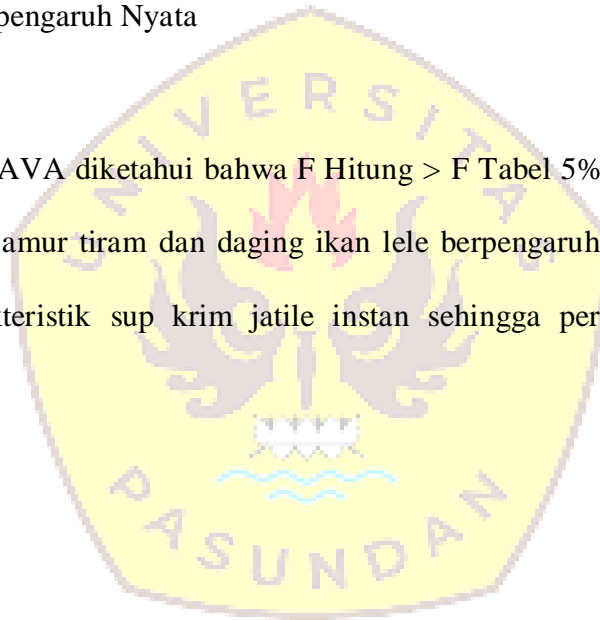 pengaruh Nyata
UNIVERSITAS
AVA diketahui bahwa F Hitung > F Tabel 5%
amur tiram dan daging ikan lele berpengaruh
teristik sup krim jatile instan sehingga per
PASUNDAN